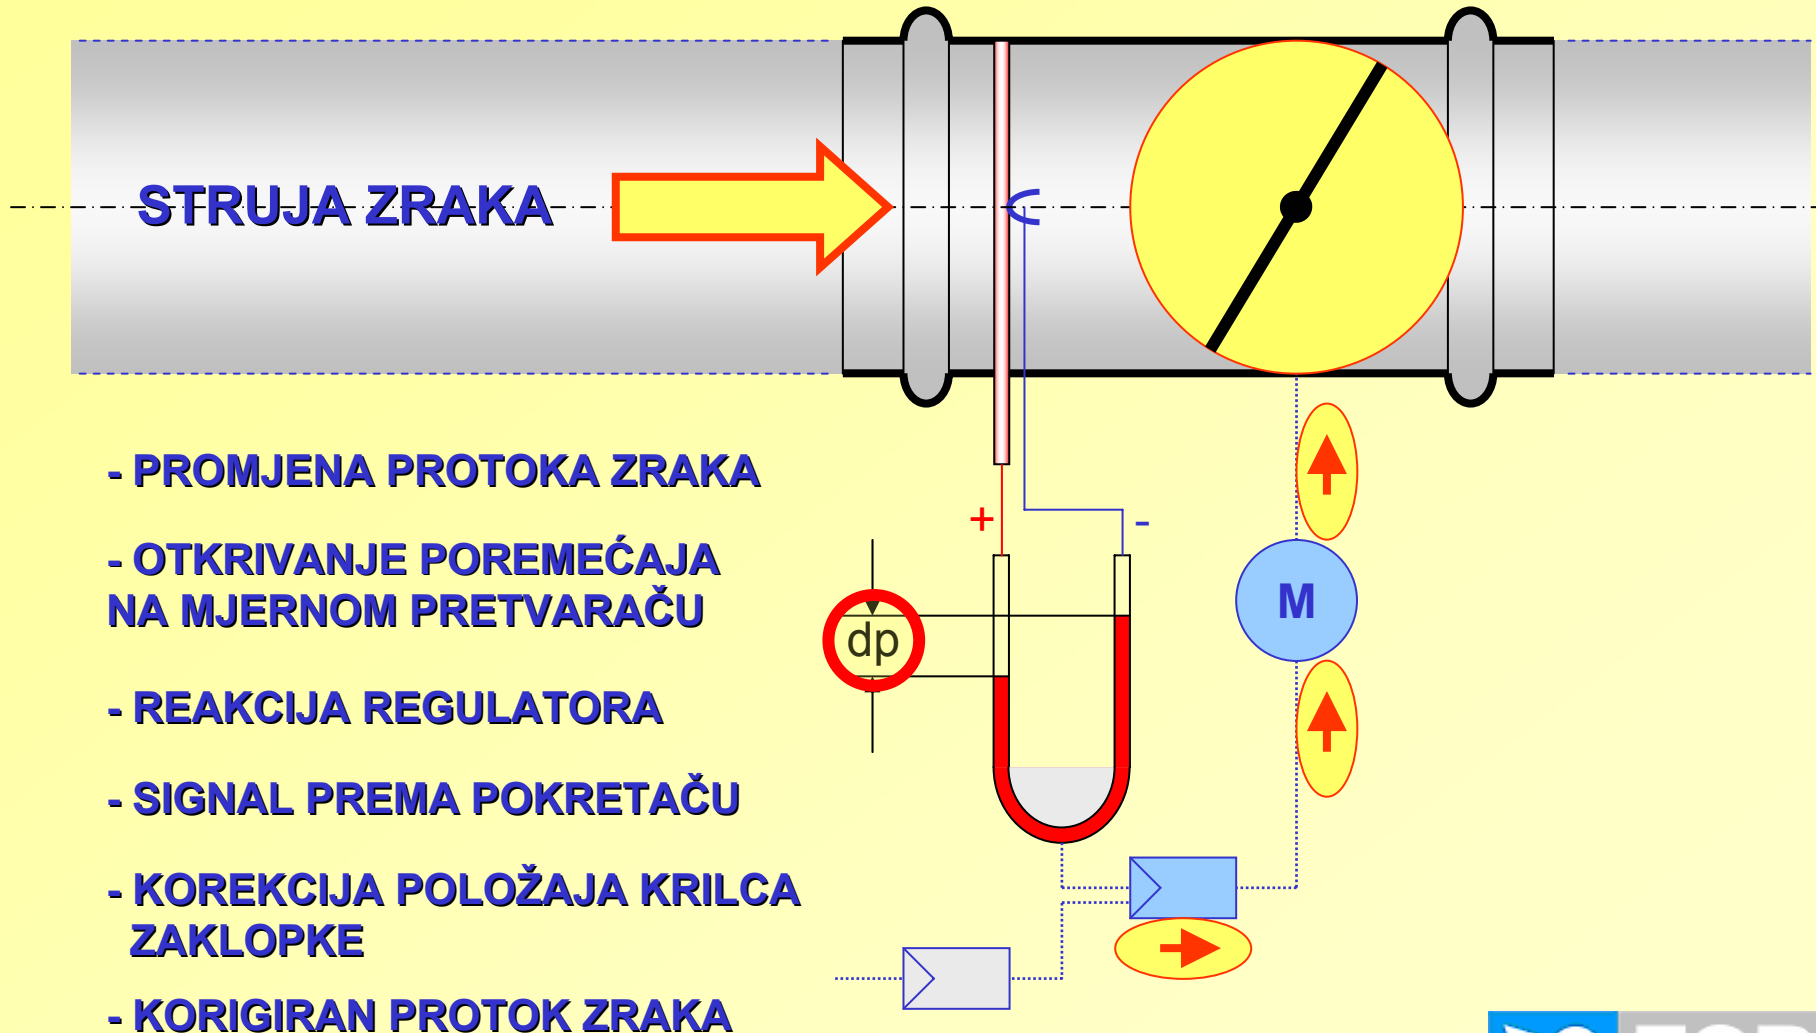 STRUJA ZRAKA
- PROMJENA PROTOKA ZRAKA
+
-
- OTKRIVANJE POREMEĆAJA
NA MJERNOM PRETVARAČU
dp
M
- REAKCIJA REGULATORA
- SIGNAL PREMA POKRETAČU
- KOREKCIJA POLOŽAJA KRILCA
ZAKLOPKE
- KORIGIRAN PROTOK ZRAKA